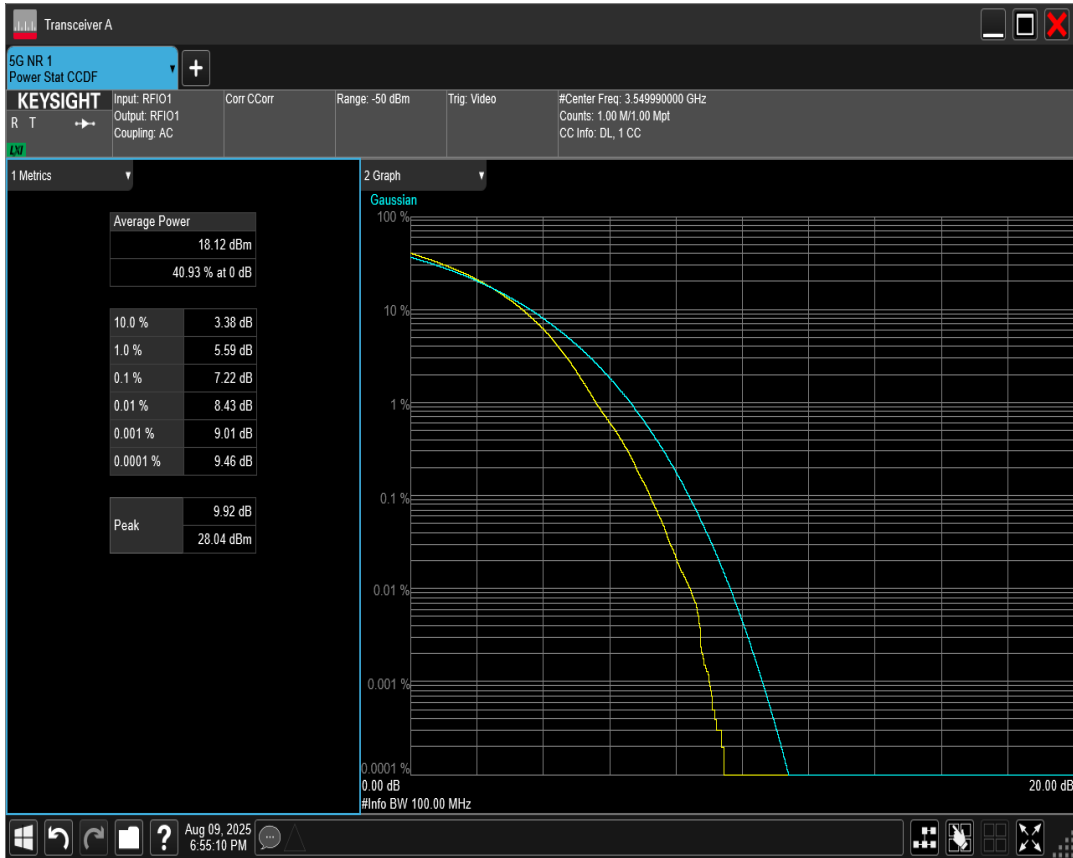 Transceiver A
5G NR 1
Power Stat CCDF
KEYSIGHT
R T
LXI
Input: RFIO1
Output: RFIO1
Coupling: AC
Corr CCorr
Range: -50 dBm
Trig: Video
#Center Freq: 3.549990000 GHz
Counts: 1.00 M/1.00 Mpt
CC Info: DL, 1 CC
1 Metrics
Average Power
18.12 dBm
40.93 % at 0 dB
10.0 % 3.38 dB
1.0 % 5.59 dB
0.1 % 7.22 dB
0.01 % 8.43 dB
0.001 % 9.01 dB
0.0001 % 9.46 dB
Peak
9.92 dB
28.04 dBm
2 Graph
Gaussian
100 %
10 %
1 %
0.1 %
0.01 %
0.001 %
0.0001 %
0.00 dB
20.00 dB
#Info BW 100.00 MHz
Aug 09, 2025
6:55:10 PM